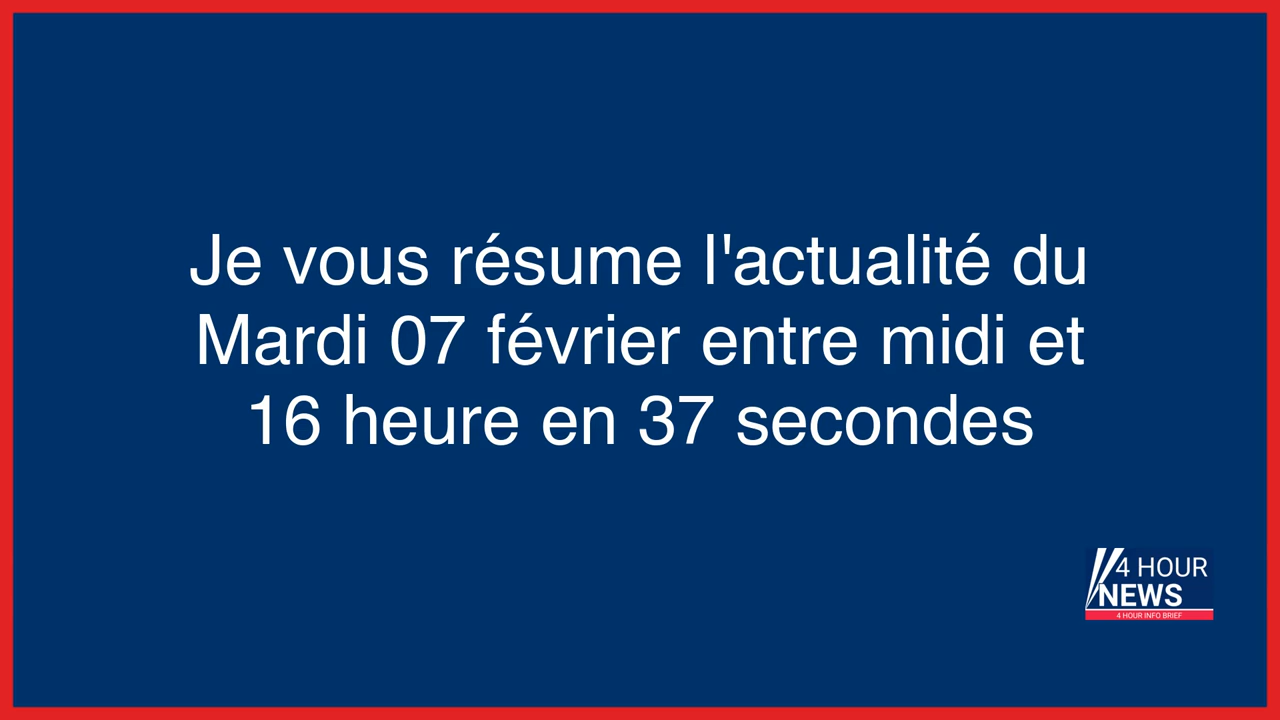 Je vous résume l'actualité du
Mardi 07 février entre midi et
16 heure en 37 secondes
4 HOUR
NEWS
4 HOUR INFO BRIEF